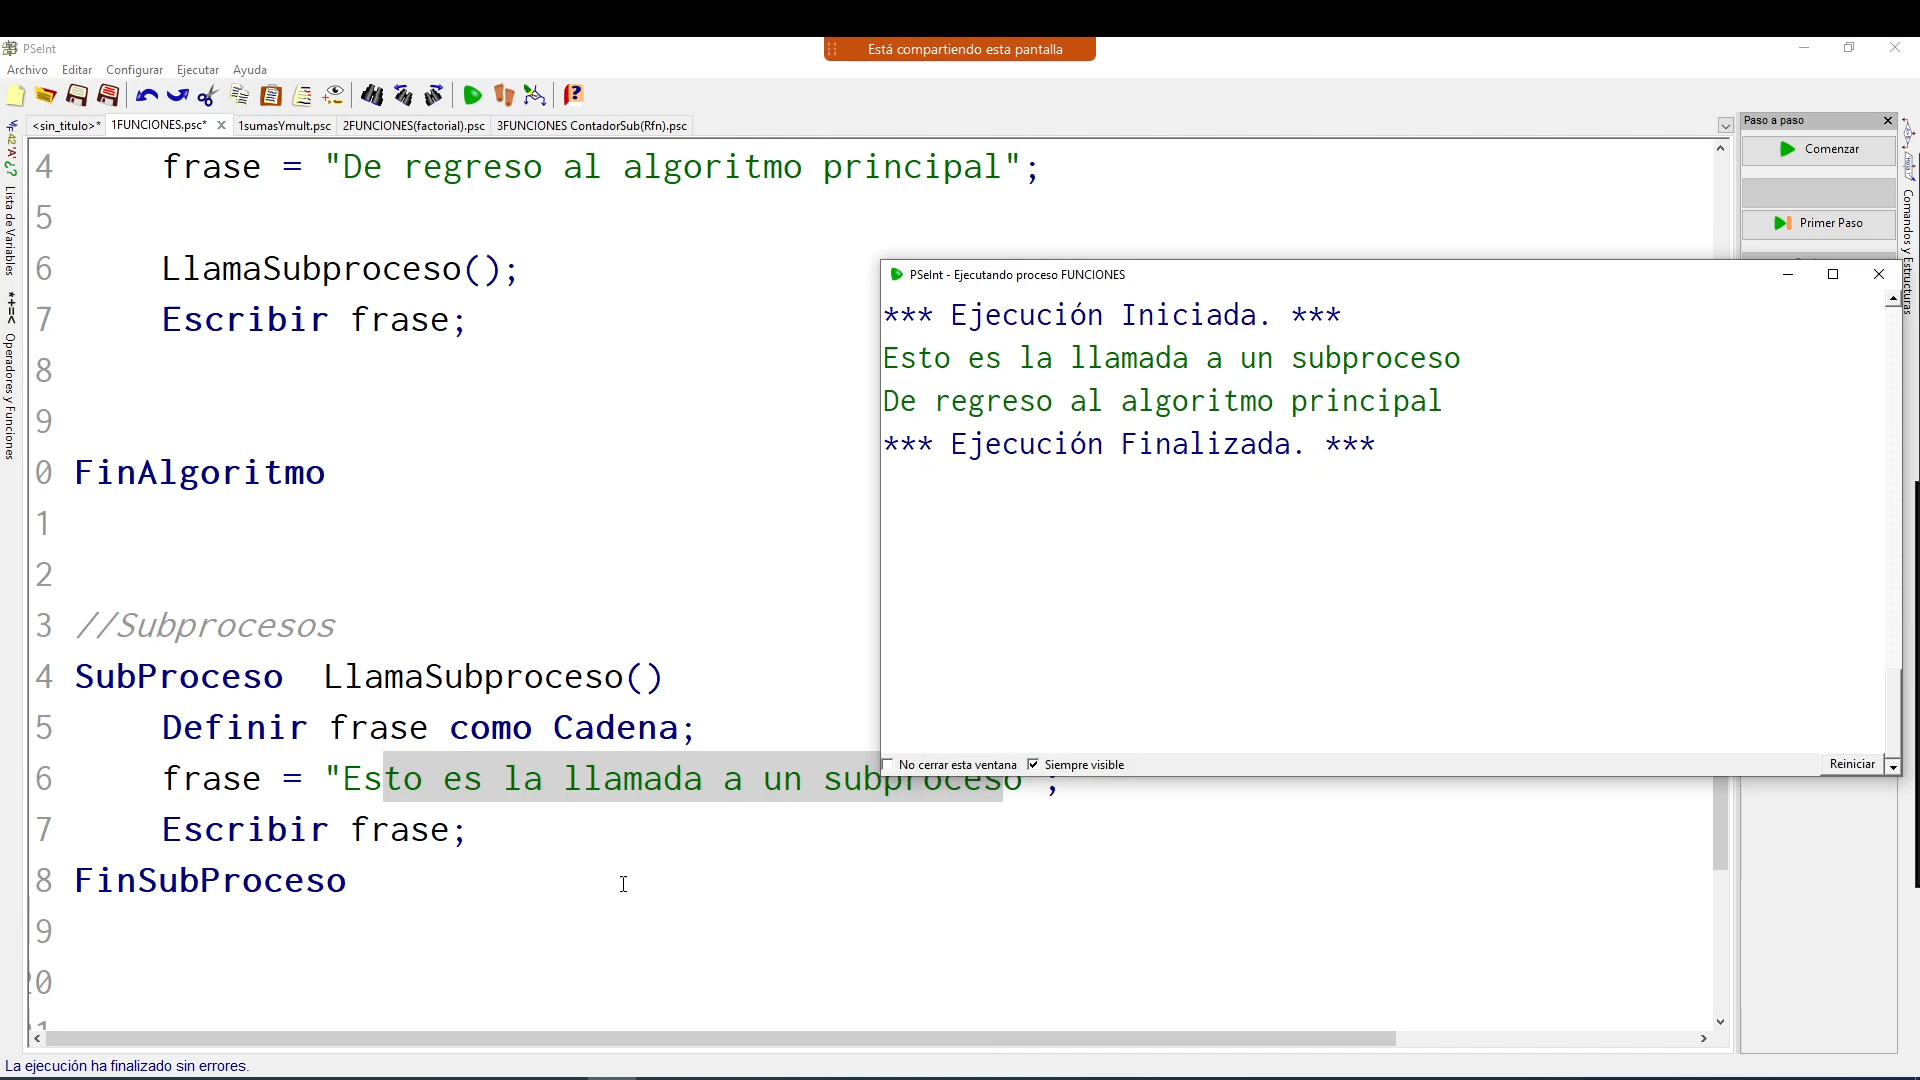 Está compartiendo esta pantalla
PSeInt
Archivo Editar Configurar Ejecutar Ayuda
<sin_titulo>* 1FUNCIONES.psc* 1sumasYmult.psc 2FUNCIONES(factorial).psc 3FUNCIONES ContadorSub(Rfn).psc
Lista de Variables
*+=< Operadores y Funciones
4 frase = "De regreso al algoritmo principal";
5
6 LlamaSubproceso();
7 Escribir frase;
8
9
0 FinAlgoritmo
1
2
3 //Subprocesos
4 SubProceso LlamaSubproceso()
5 Definir frase como Cadena;
6 frase = "Esto es la llamada a un subproceso";
7 Escribir frase;
8 FinSubProceso
9
0
PSeInt - Ejecutando proceso FUNCIONES
*** Ejecución Iniciada. ***
Esto es la llamada a un subproceso
De regreso al algoritmo principal
*** Ejecución Finalizada. ***
No cerrar esta ventana Siempre visible Reiniciar
Paso a paso
Comenzar
Primer Paso
Comandos y Estructuras
La ejecución ha finalizado sin errores.